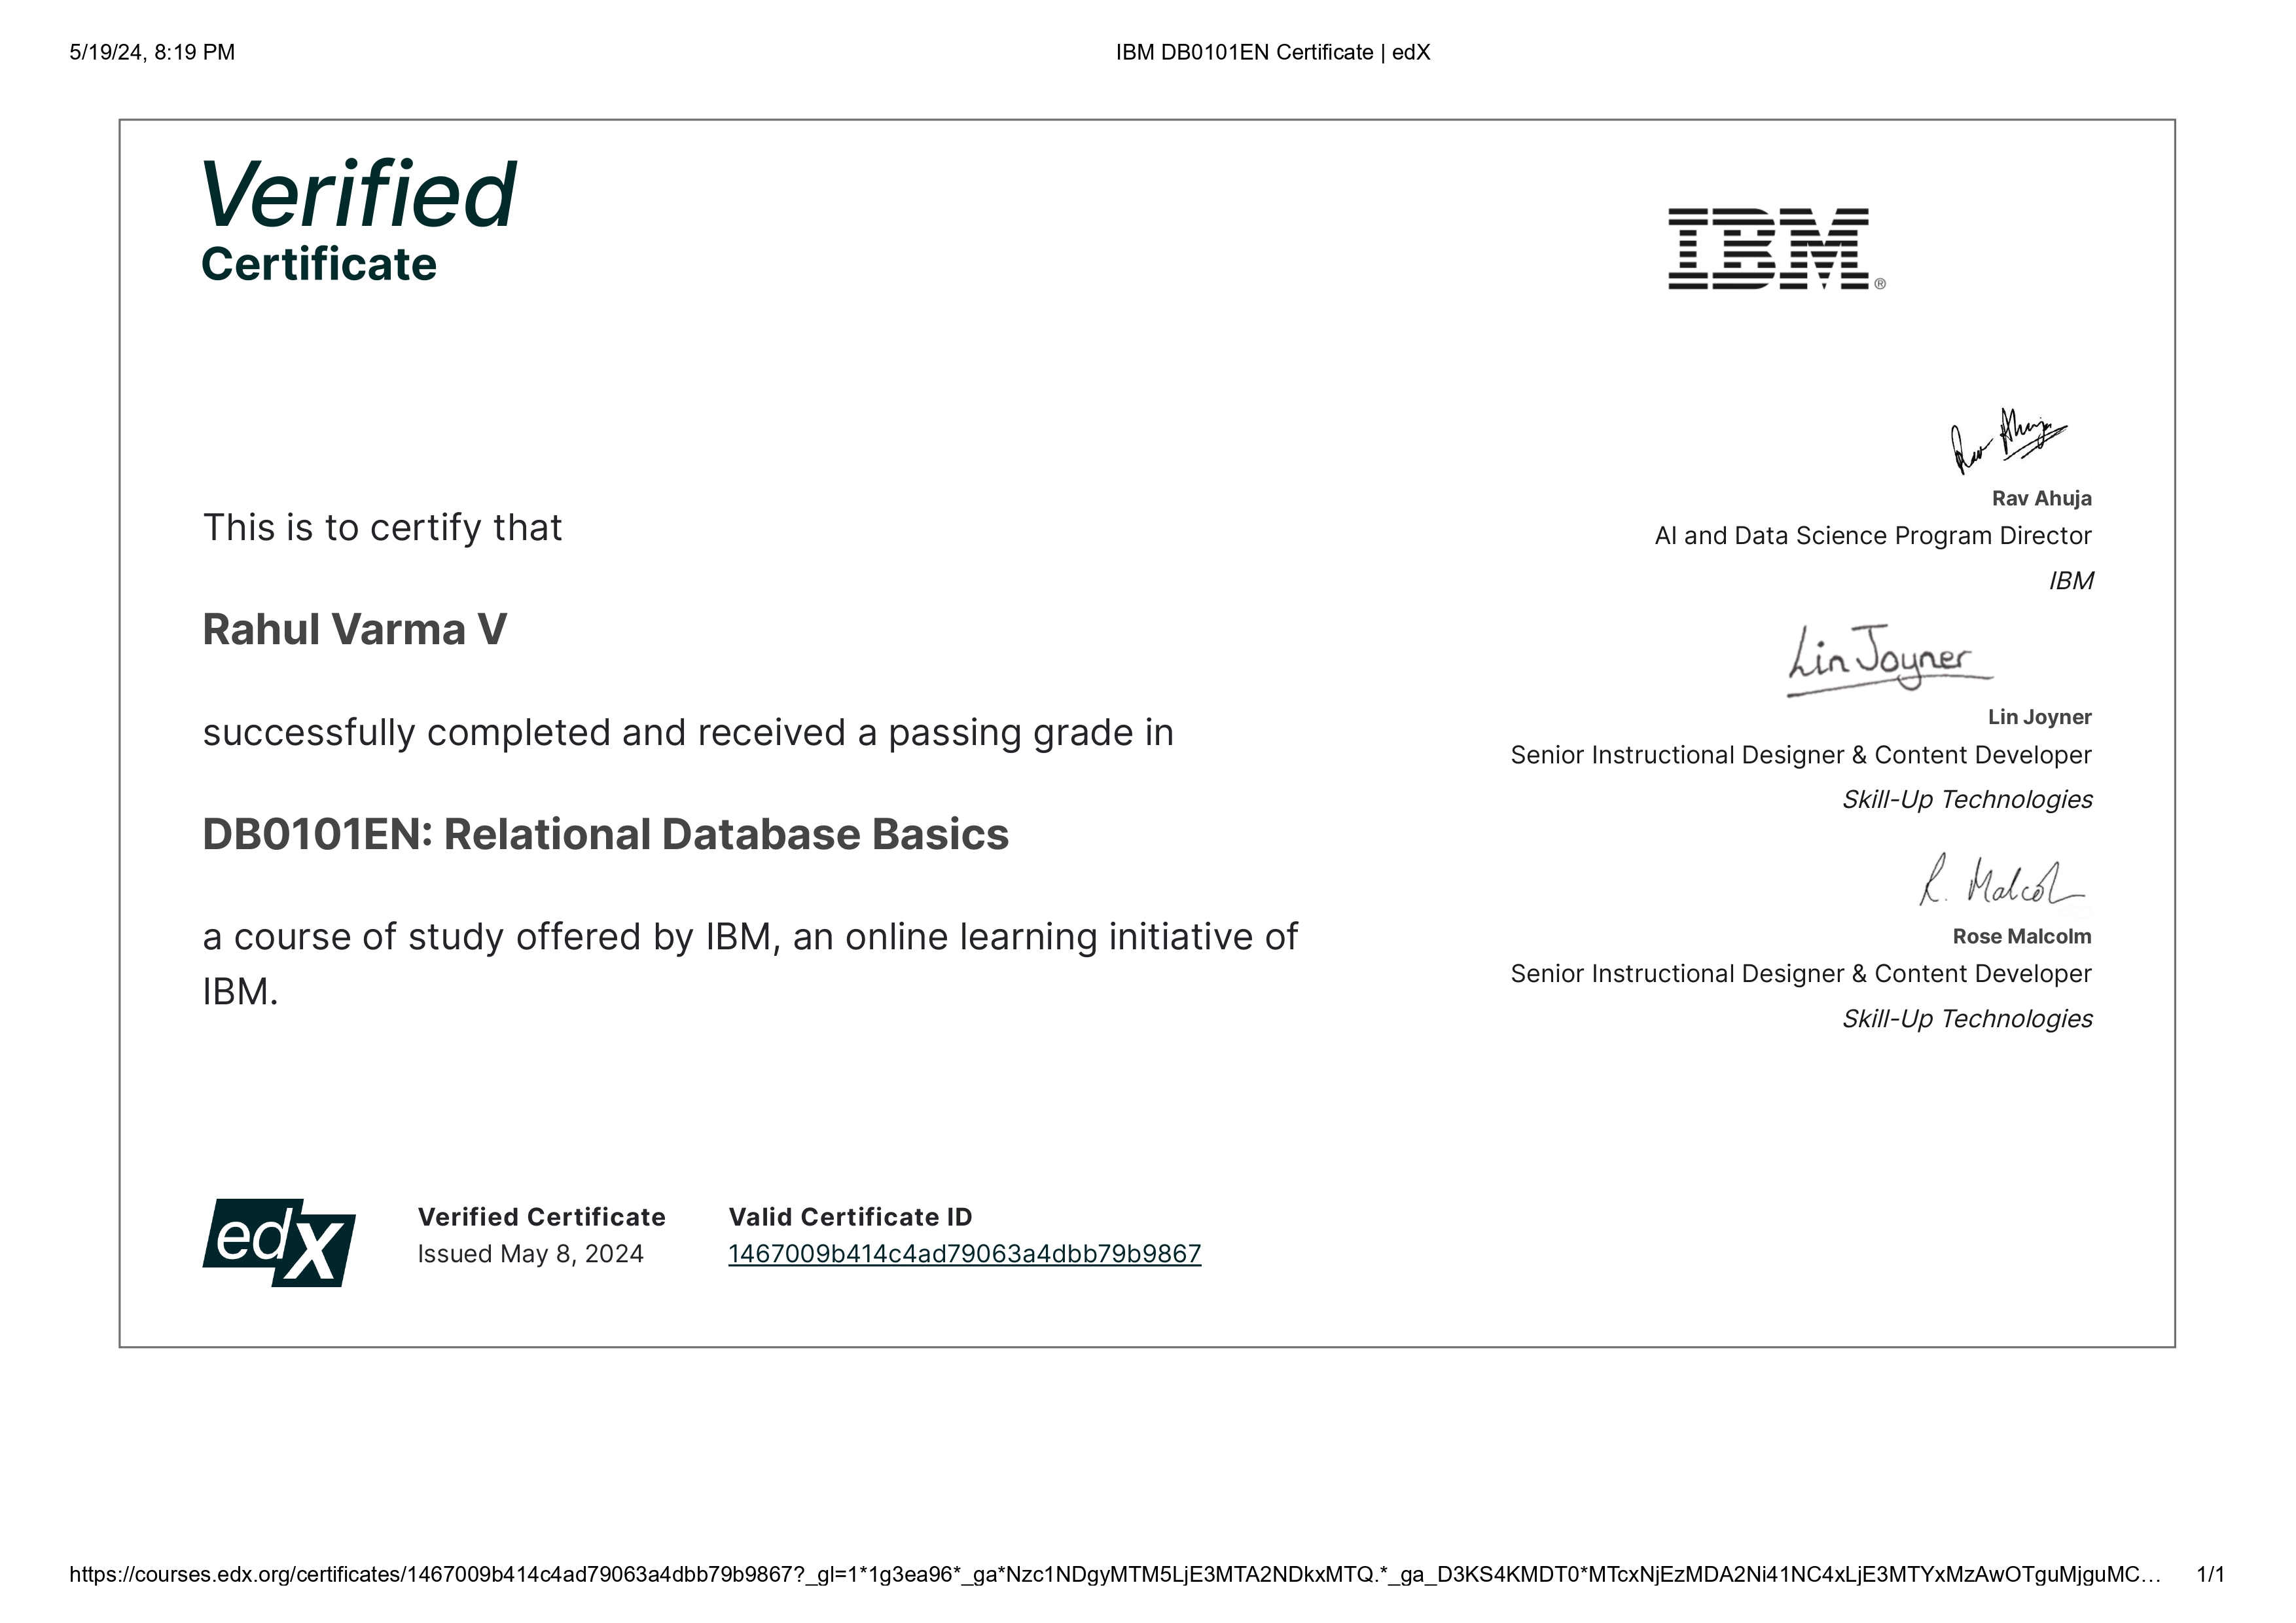 5/19/24, 8:19 PM
IBM DB0101EN Certificate | edX
Verified
Certificate
IBM®
This is to certify that
Rahul Varma V
successfully completed and received a passing grade in
DB0101EN: Relational Database Basics
a course of study offered by IBM, an online learning initiative of
IBM.
Rav Ahuja
Rav Ahuja
AI and Data Science Program Director
IBM
Lin Joyner
Lin Joyner
Senior Instructional Designer & Content Developer
Skill-Up Technologies
R. Malcol
Rose Malcolm
Senior Instructional Designer & Content Developer
Skill-Up Technologies
edX
Verified Certificate
Issued May 8, 2024
Valid Certificate ID
1467009b414c4ad79063a4dbb79b9867
https://courses.edx.org/certificates/1467009b414c4ad79063a4dbb79b9867?_gl=1*1g3ea96*_ga*Nzc1NDgyMTM5LjE3MTA2NDkxMTQ.*_ga_D3KS4KMDT0*MTcxNjEzMDA2Ni41NC4xLjE3MTYxMzAwOTguMjguMC…
1/1